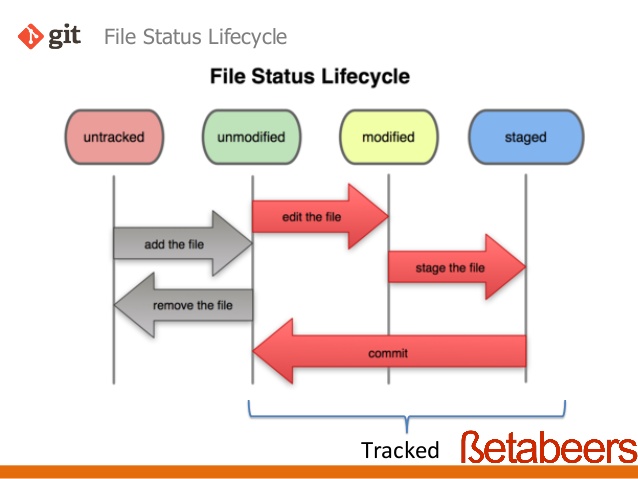 git File Status Lifecycle
File Status Lifecycle
untracked unmodified modified staged
edit the file
add the file
stage the file
remove the file
commit
Tracked
ßetabeers